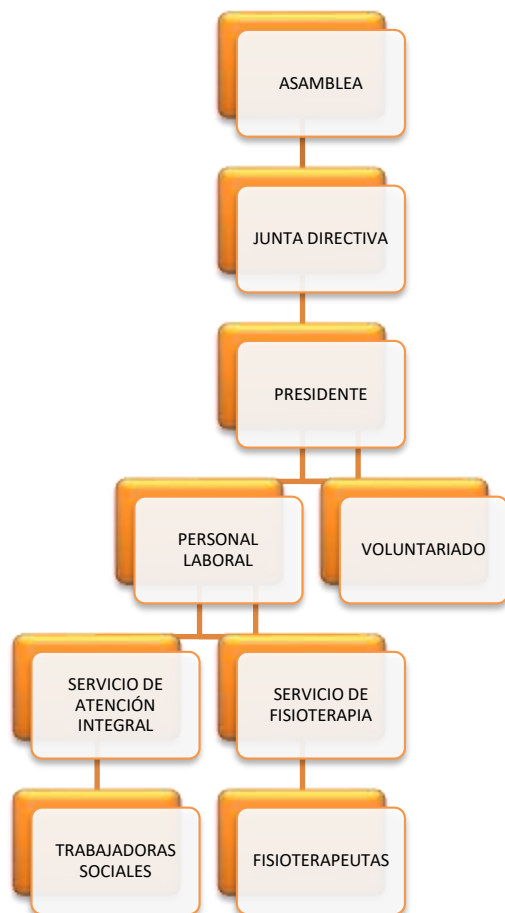 ASAMBLEA
JUNTA DIRECTIVA
PRESIDENTE
PERSONAL
LABORAL
VOLUNTARIADO
SERVICIO DE
ATENCIÓN
INTEGRAL
SERVICIO DE
FISIOTERAPIA
TRABAJADORAS
SOCIALES
FISIOTERAPEUTAS